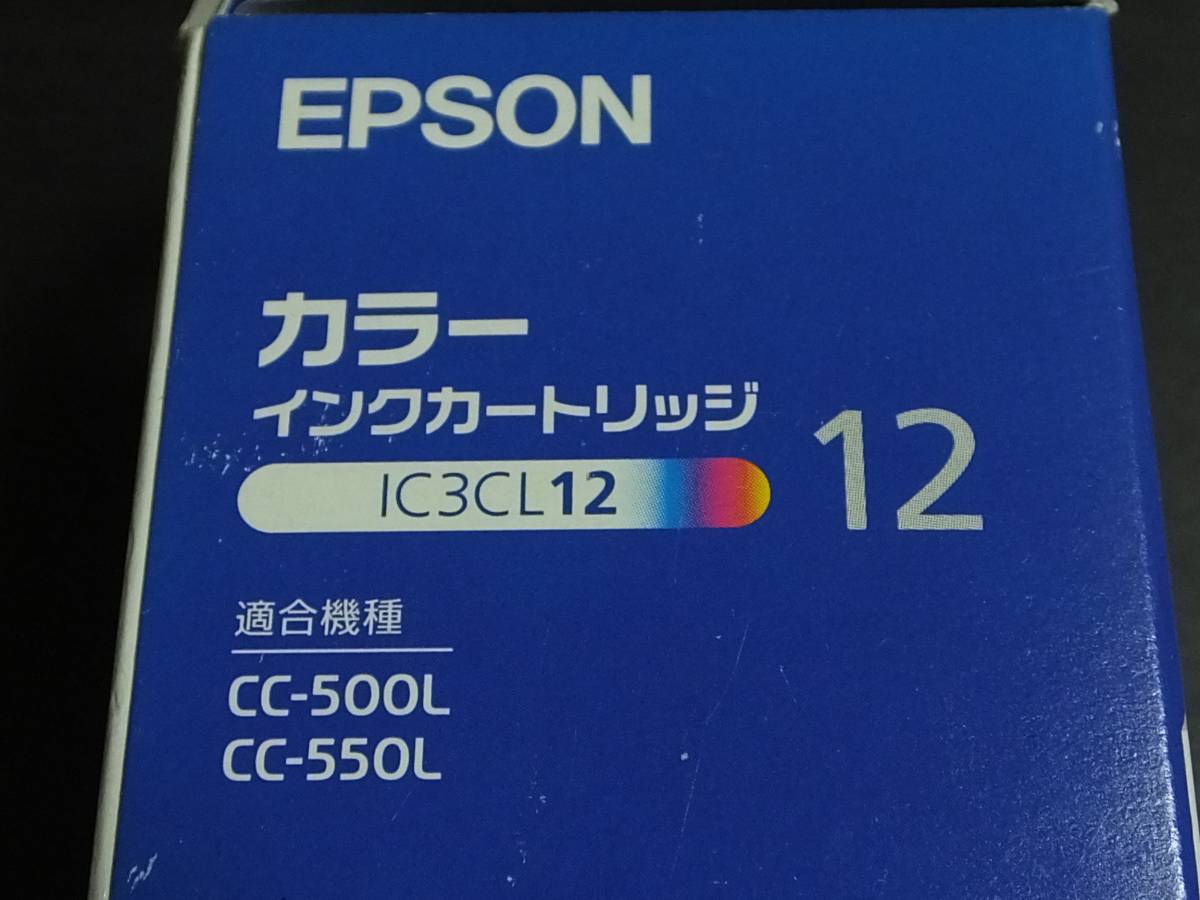 EPSON
カラー
インクカートリッジ
12
IC3CL12
適合機種
CC-500L
CC-550L